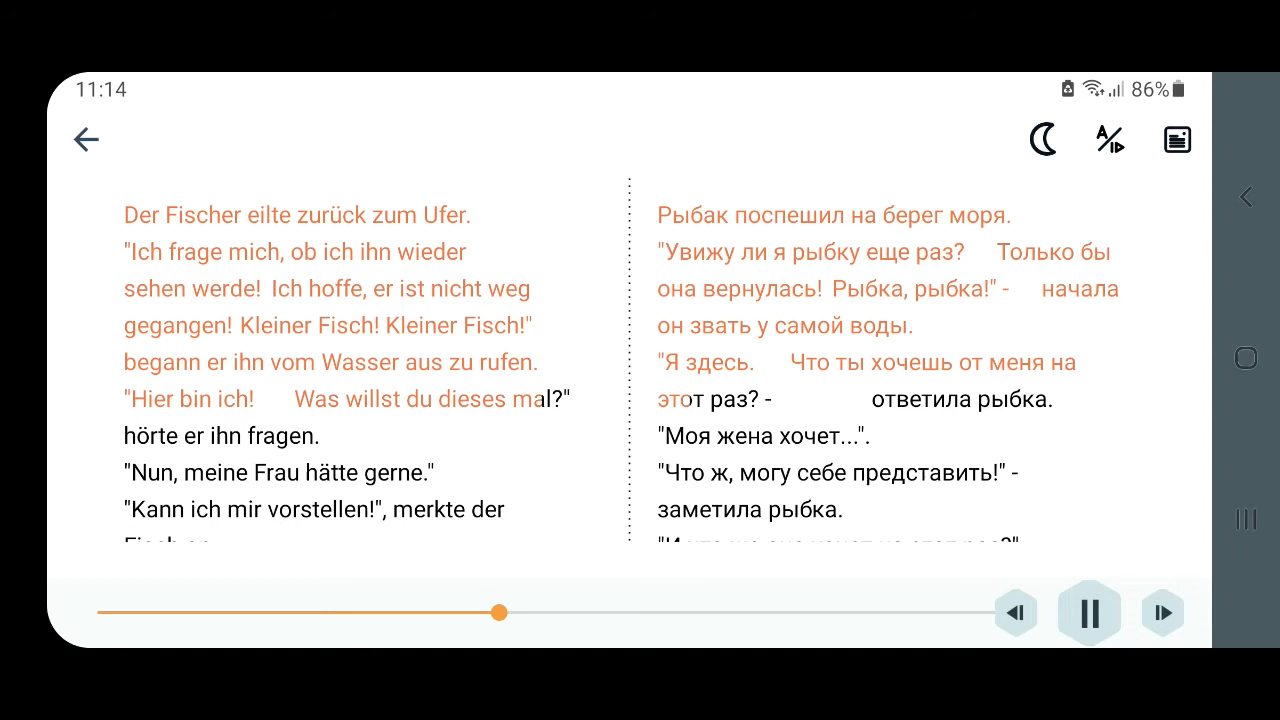 11:14
86%
Der Fischer eilte zurück zum Ufer.
"Ich frage mich, ob ich ihn wieder
sehen werde! Ich hoffe, er ist nicht weg
gegangen! Kleiner Fisch! Kleiner Fisch!"
begann er ihn vom Wasser aus zu rufen.
"Hier bin ich! Was willst du dieses mal?"
hörte er ihn fragen.
"Nun, meine Frau hätte gerne."
"Kann ich mir vorstellen!", merkte der
Рыбак поспешил на берег моря.
"Увижу ли я рыбку еще раз? Только бы
она вернулась! Рыбка, рыбка!" - начала
он звать у самой воды.
"Я здесь. Что ты хочешь от меня на
этот раз? - ответила рыбка.
"Моя жена хочет...".
"Что ж, могу себе представить!" -
заметила рыбка.